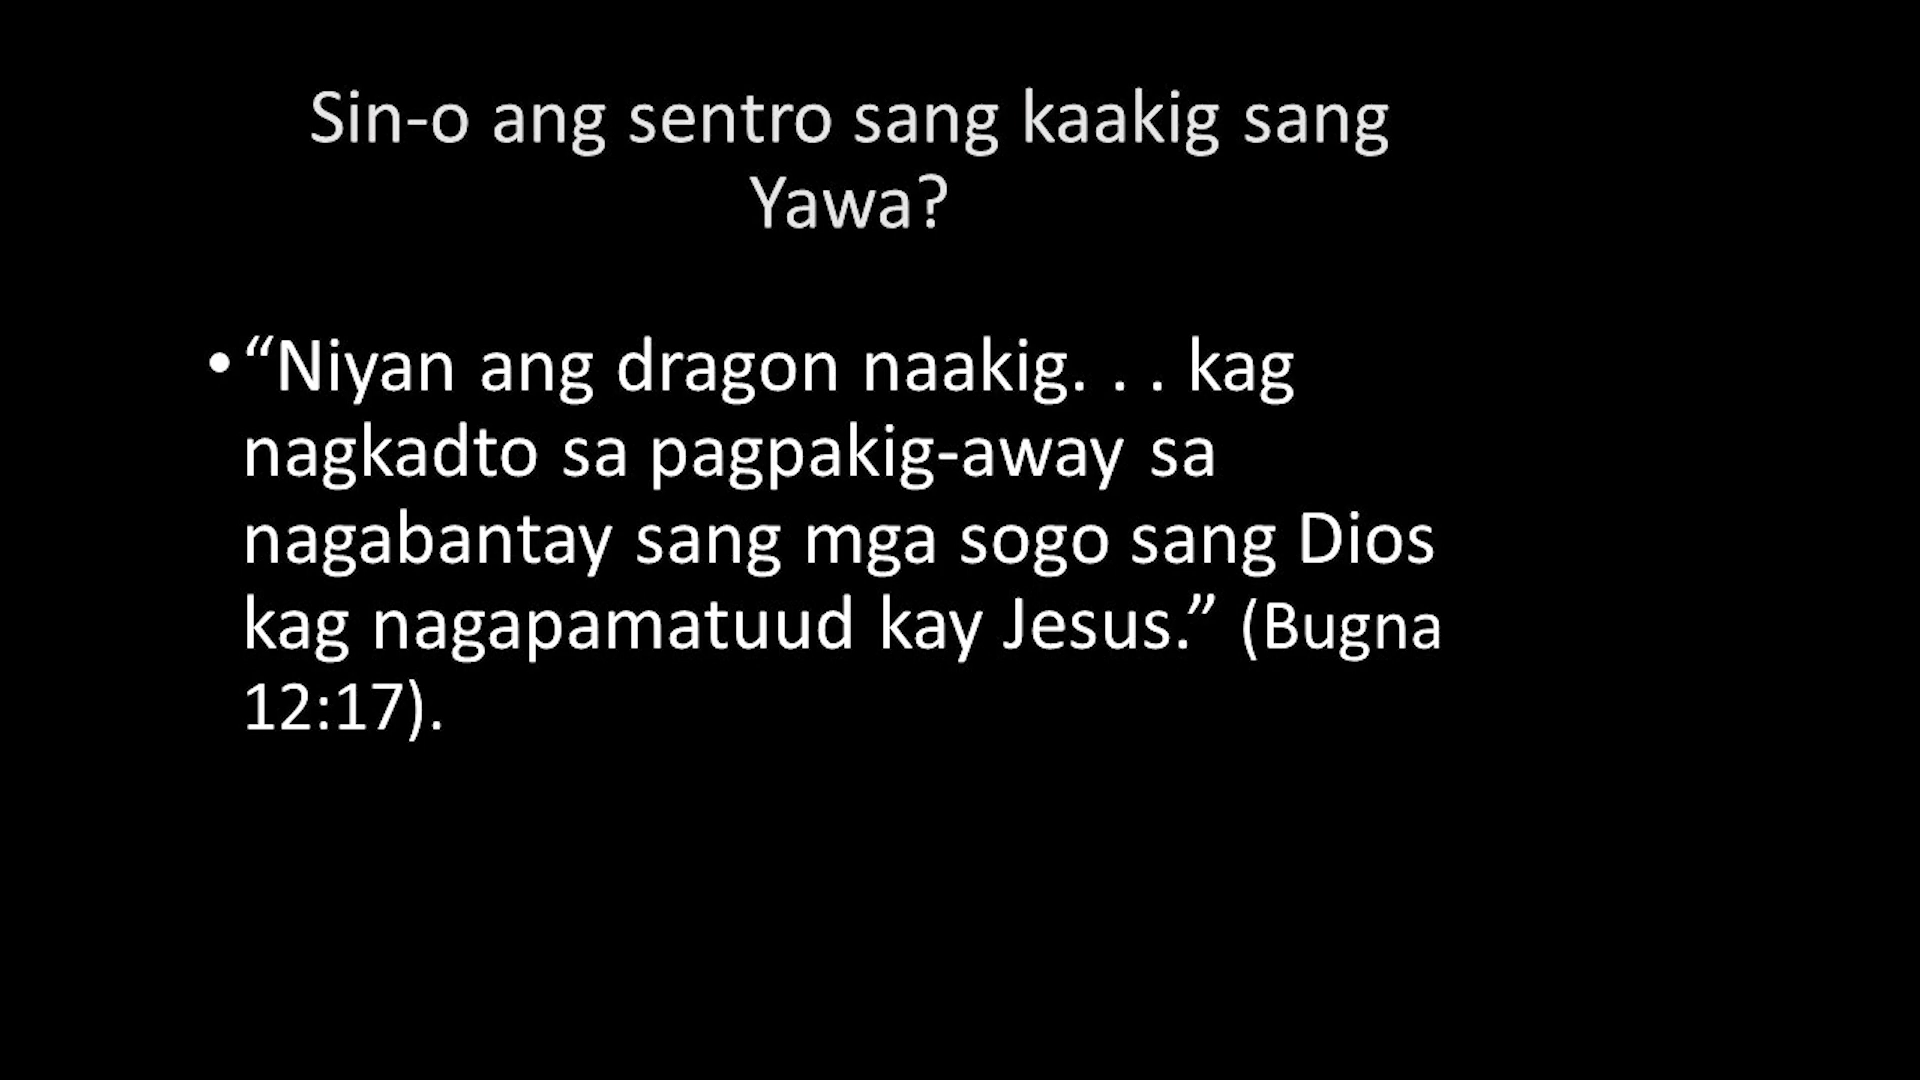 Sin-o ang sentro sang kaakig sang
Yawa?
• “Niyan ang dragon naakig. . . kag
nagkadto sa pagpakig-away sa
nagabantay sang mga sogo sang Dios
kag nagapamatuud kay Jesus.” (Bugna
12:17).